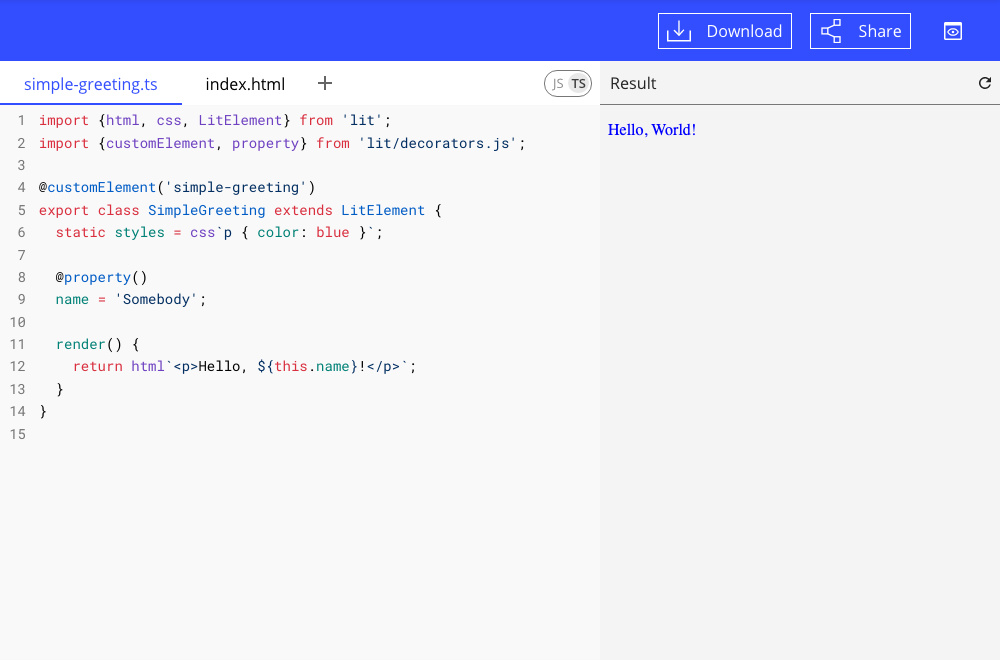 Download
Share
simple-greeting.ts
index.html
JS TS
Result
1 import {html, css, LitElement} from 'lit';
2 import {customElement, property} from 'lit/decorators.js';
3
4 @customElement('simple-greeting')
5 export class SimpleGreeting extends LitElement {
6   static styles = css`p { color: blue }`;
7
8   @property()
9   name = 'Somebody';
10
11   render() {
12     return html`<p>Hello, ${this.name}!</p>`;
13   }
14 }
15
Hello, World!